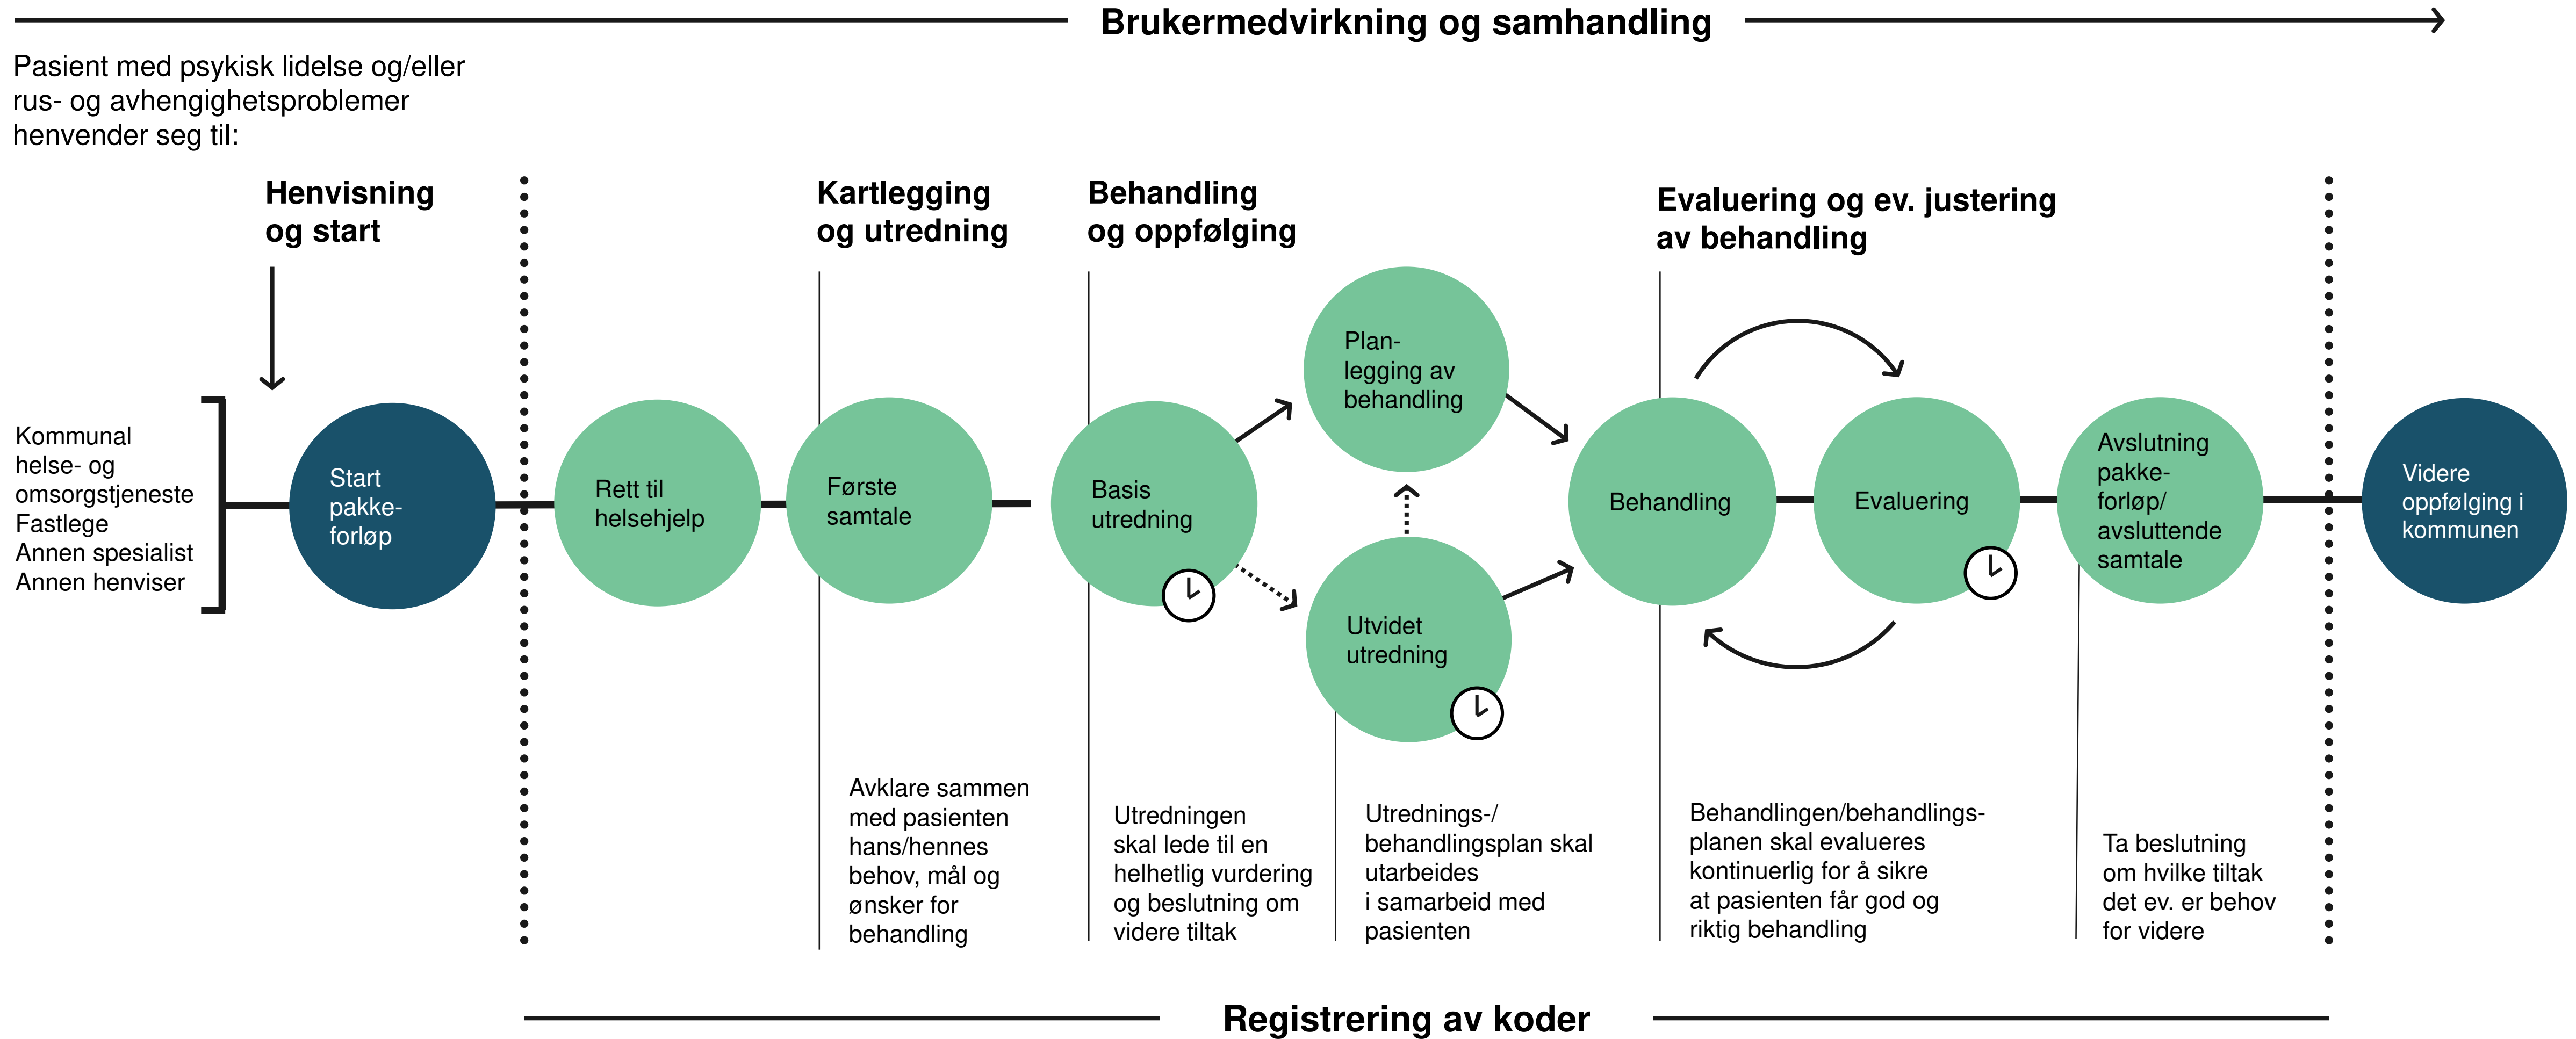 Brukermedvirkning og samhandling
Pasient med psykisk lidelse og/eller
rus- og avhengighetsproblemer
henvender seg til:
Henvisning
og start
Kartlegging
og utredning
Behandling
og oppfølging
Evaluering og ev. justering
av behandling
Kommunal
helse- og
omsorgstjeneste
Fastlege
Annen spesialist
Annen henviser
Start
pakke-
forløp
Rett til
helsehjelp
Første
samtale
Basis
utredning
Plan-
legging av
behandling
Utvidet
utredning
Behandling
Evaluering
Avslutning
pakke-
forløp/
avsluttende
samtale
Videre
oppfølging i
kommunen
Avklare sammen
med pasienten
hans/hennes
behov, mål og
ønsker for
behandling
Utredningen
skal lede til en
helhetlig vurdering
og beslutning om
videre tiltak
Utrednings-/
behandlingsplan skal
utarbeides
i samarbeid med
pasienten
Behandlingen/behandlings-
planen skal evalueres
kontinuerlig for å sikre
at pasienten får god og
riktig behandling
Ta beslutning
om hvilke tiltak
det ev. er behov
for videre
Registrering av koder